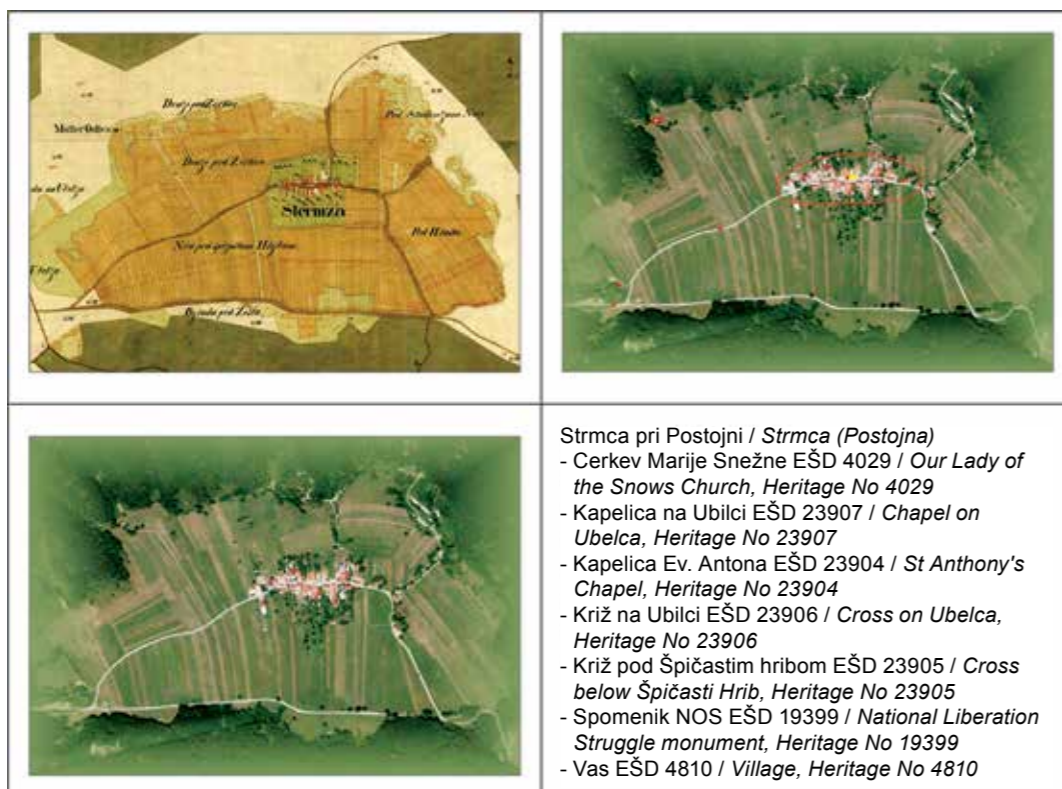 Mutter Gottes
Stermza
Strmca pri Postojni / Strmca (Postojna)
- Cerkev Marije Snežne EŠD 4029 / Our Lady of
the Snows Church, Heritage No 4029
- Kapelica na Ubilci EŠD 23907 / Chapel on
Ubelca, Heritage No 23907
- Kapelica Ev. Antona EŠD 23904 / St Anthony's
Chapel, Heritage No 23904
- Križ na Ubilci EŠD 23906 / Cross on Ubelca,
Heritage No 23906
- Križ pod Špičastim hribom EŠD 23905 / Cross
below Špičasti Hrib, Heritage No 23905
- Spomenik NOS EŠD 19399 / National Liberation
Struggle monument, Heritage No 19399
- Vas EŠD 4810 / Village, Heritage No 4810